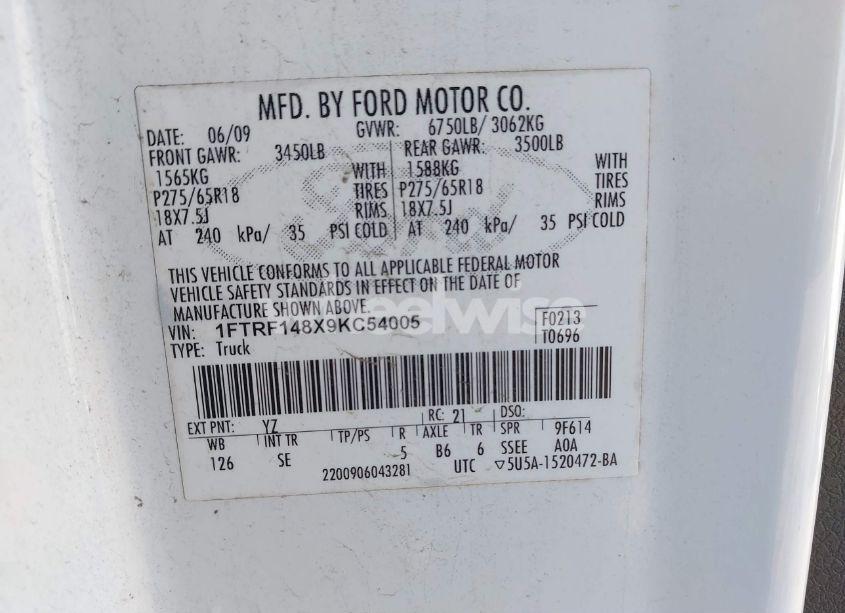 MFD. BY FORD MOTOR CO.
DATE: 06/09 GVWR: 6750LB/ 3062KG
FRONT GAWR: 3450LB REAR GAWR: 3500LB
1565KG WITH 1588KG WITH
P275/65R18 TIRES P275/65R18 TIRES
18X7.5J RIMS 18X7.5J RIMS
AT 240 kPa/ 35 PSI COLD AT 240 kPa/ 35 PSI COLD
THIS VEHICLE CONFORMS TO ALL APPLICABLE FEDERAL MOTOR
VEHICLE SAFETY STANDARDS IN EFFECT ON THE DATE OF
MANUFACTURE SHOWN ABOVE.
VIN: 1FTRF148X9KC54005 F0213
TYPE: Truck T0696
EXT PNT: YZ RC: 21 DSO:
WB INT TR TP/PS R AXLE TR SPR 9F614
126 SE 5 B6 6 SSEE A0A
2200906043281 UTC ▽5U5A-1520472-BA